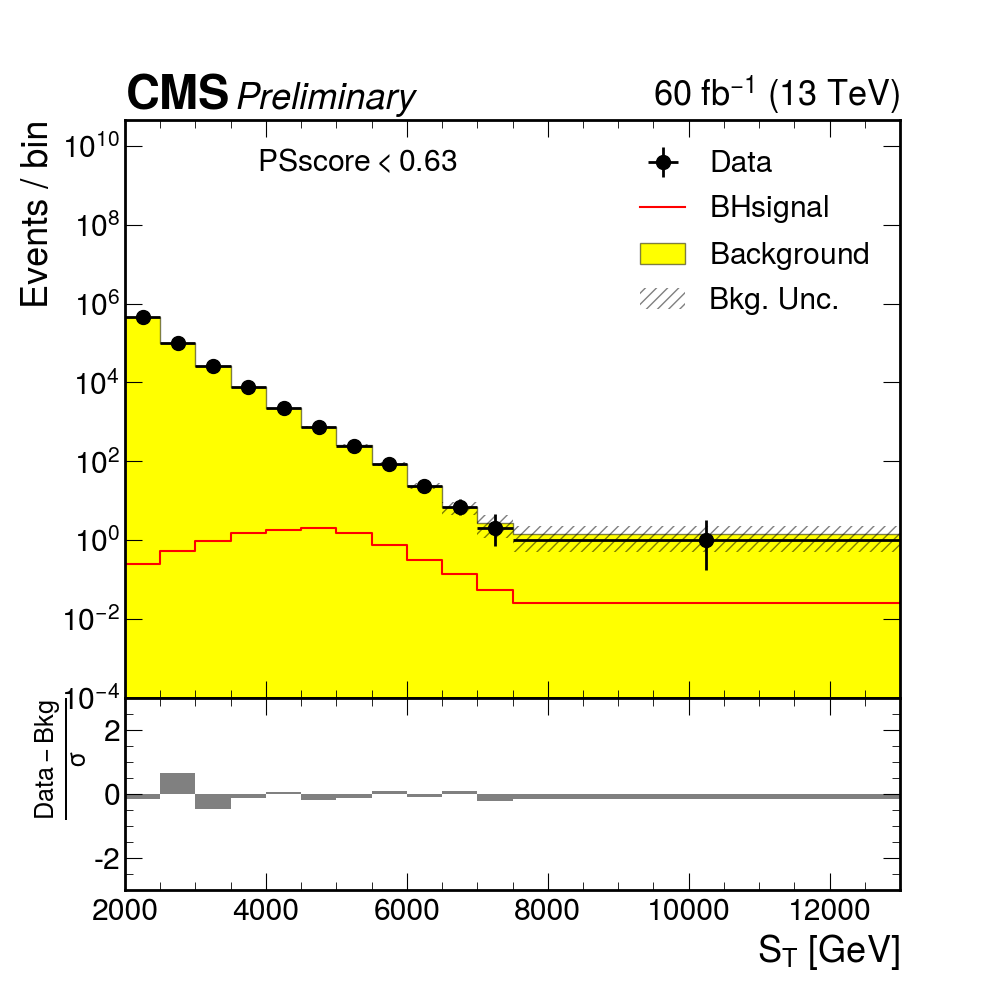 CMS Preliminary 60 fb⁻¹ (13 TeV)
Events / bin
PSscore < 0.63
Data
BHsignal
Background
Bkg. Unc.
10¹⁰
10⁸
10⁶
10⁴
10²
10⁰
10⁻²
10⁻⁴
Data – Bkg
σ
2
0
-2
2000 4000 6000 8000 10000 12000
S_T [GeV]